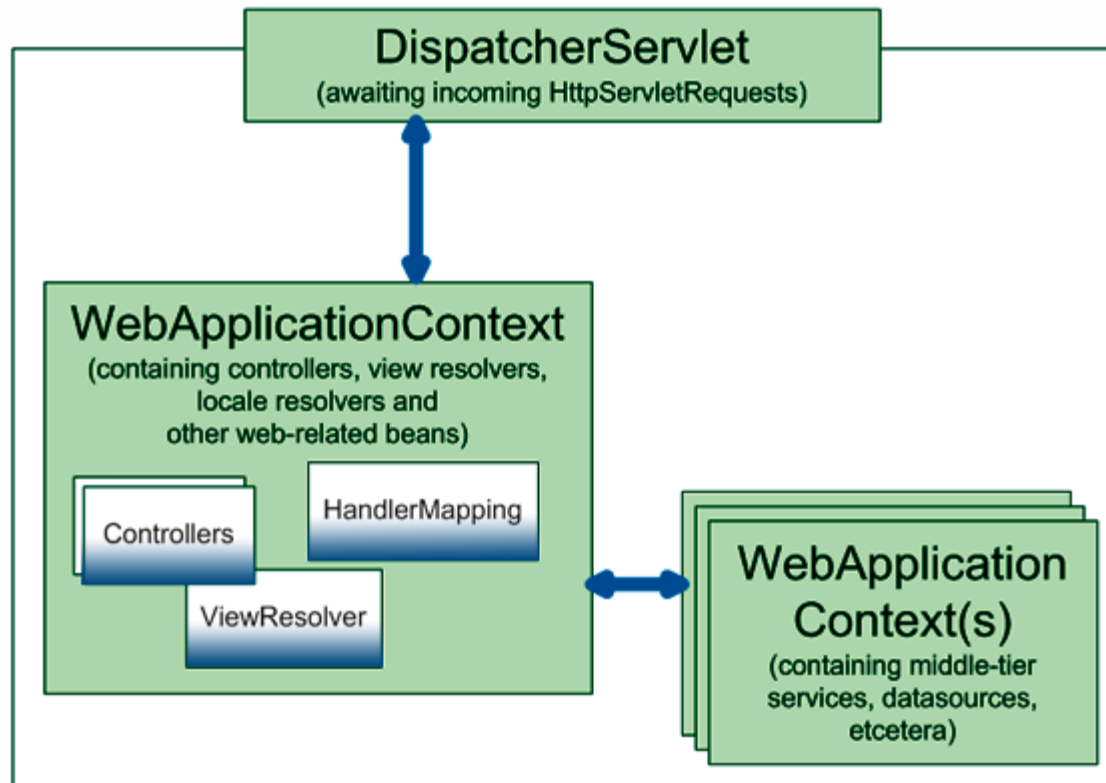 DispatcherServlet
(awaiting incoming HttpServletRequests)
WebApplicationContext
(containing controllers, view resolvers,
locale resolvers and
other web-related beans)
HandlerMapping
Controllers
ViewResolver
WebApplication
Context(s)
(containing middle-tier
services, datasources,
etcetera)